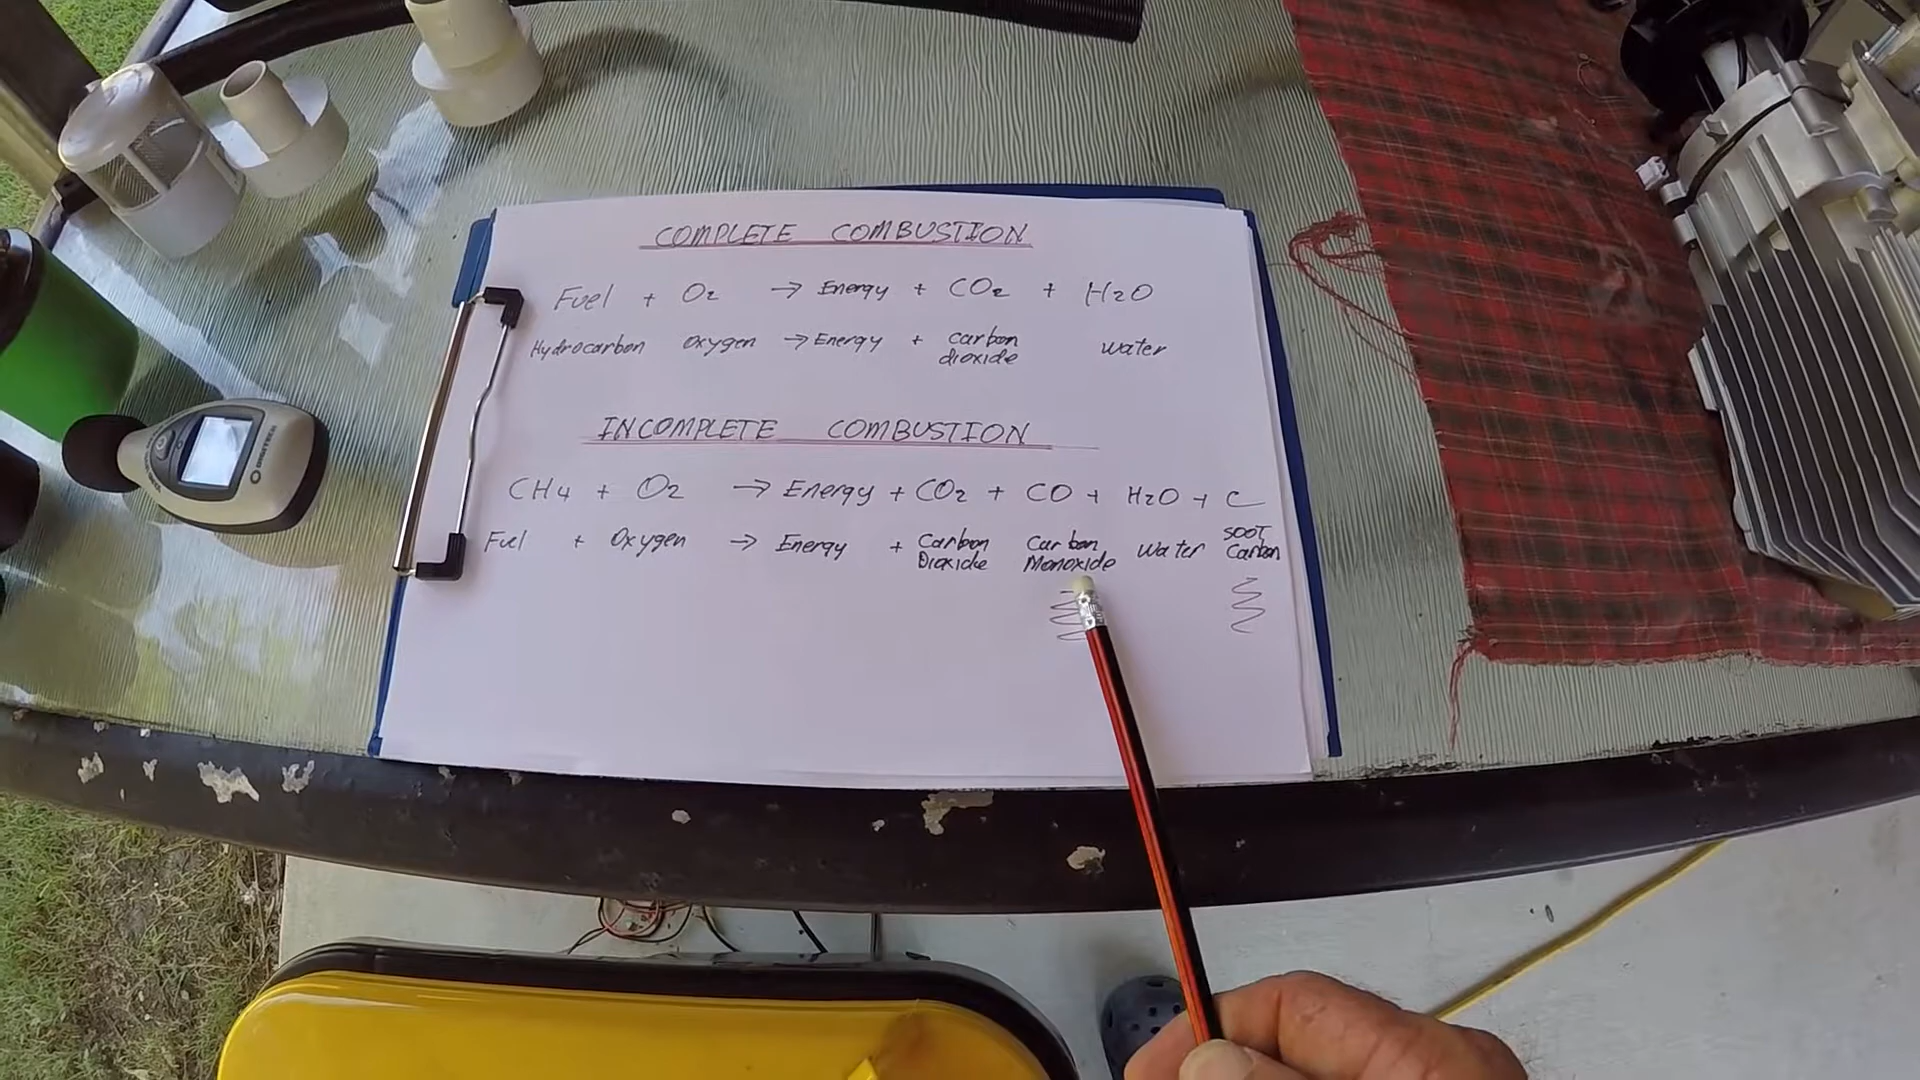 COMPLETE COMBUSTION
Fuel + O2 → Energy + CO2 + H2O
Hydrocarbon Oxygen → Energy + carbon dioxide water
INCOMPLETE COMBUSTION
CH4 + O2 → Energy + CO2 + CO + H2O + C
Fuel + Oxygen → Energy + Carbon Dioxide Carbon Monoxide water SOOT Carbon
DIGITECH